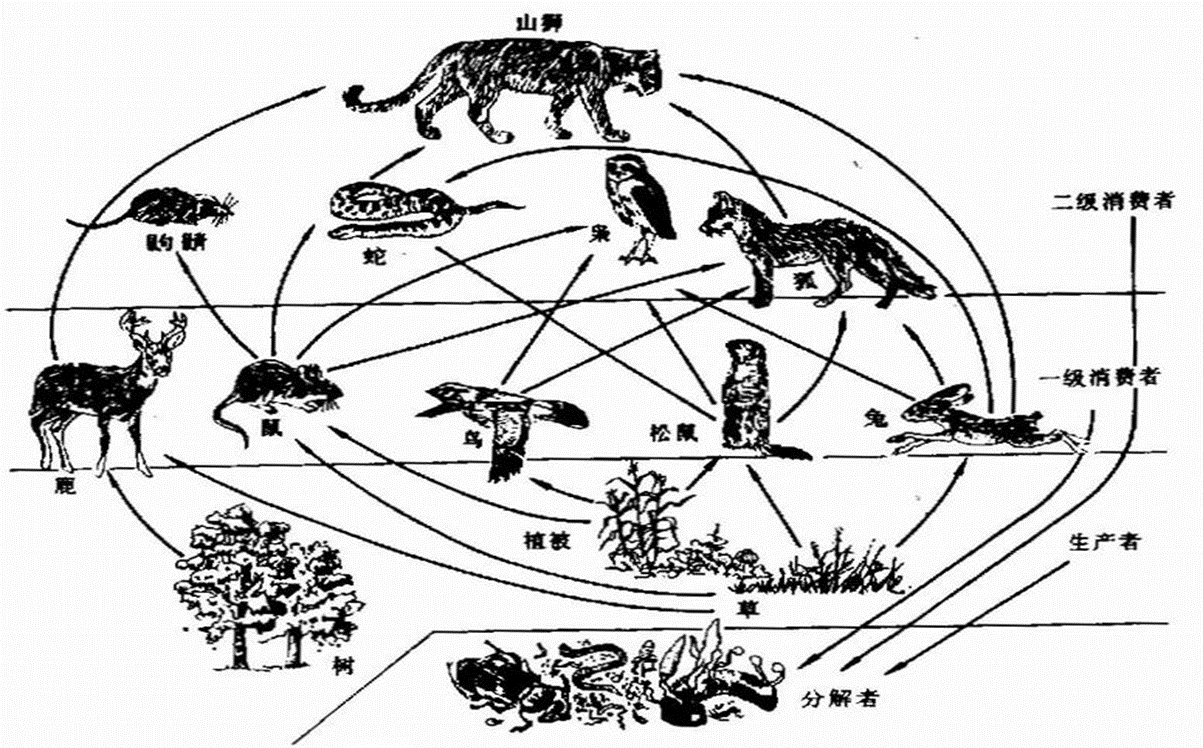 山狮
二级消费者
鼩鼱
蛇
枭
狐
一级消费者
鼠
鸟
松鼠
兔
鹿
植被
生产者
草
树
分解者